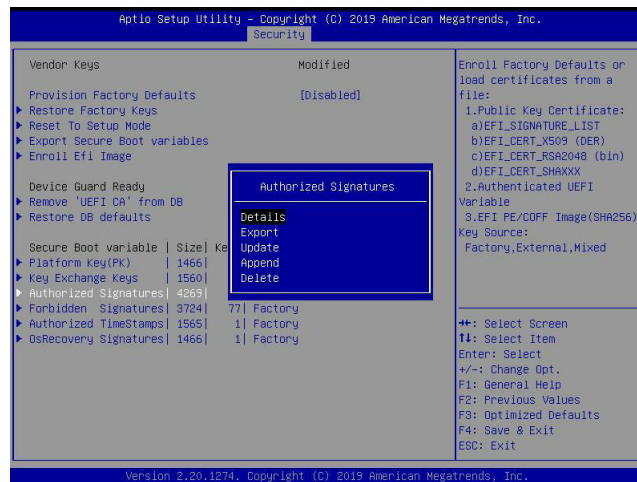 Aptio Setup Utility – Copyright (C) 2019 American Megatrends, Inc.
Security
Vendor Keys Modified
Provision Factory Defaults [Disabled]
Restore Factory Keys
Reset To Setup Mode
Export Secure Boot variables
Enroll Efi Image
Device Guard Ready
Remove 'UEFI CA' from DB
Restore DB defaults
Secure Boot variable | Size| Ke
Platform Key(PK) | 1466|
Key Exchange Keys | 1560|
Authorized Signatures| 4269|
Forbidden Signatures| 3724| 77| Factory
Authorized TimeStamps| 1565| 1| Factory
OsRecovery Signatures| 1466| 1| Factory
Authorized Signatures
Details
Export
Update
Append
Delete
Enroll Factory Defaults or
load certificates from a
file:
1.Public Key Certificate:
a)EFI_SIGNATURE_LIST
b)EFI_CERT_X509 (DER)
c)EFI_CERT_RSA2048 (bin)
d)EFI_CERT_SHAXXX
2.Authenticated UEFI
Variable
3.EFI PE/COFF Image(SHA256)
Key Source:
Factory,External,Mixed
→←: Select Screen
↑↓: Select Item
Enter: Select
+/-: Change Opt.
F1: General Help
F2: Previous Values
F3: Optimized Defaults
F4: Save & Exit
ESC: Exit
Version 2.20.1274. Copyright (C) 2019 American Megatrends, Inc.